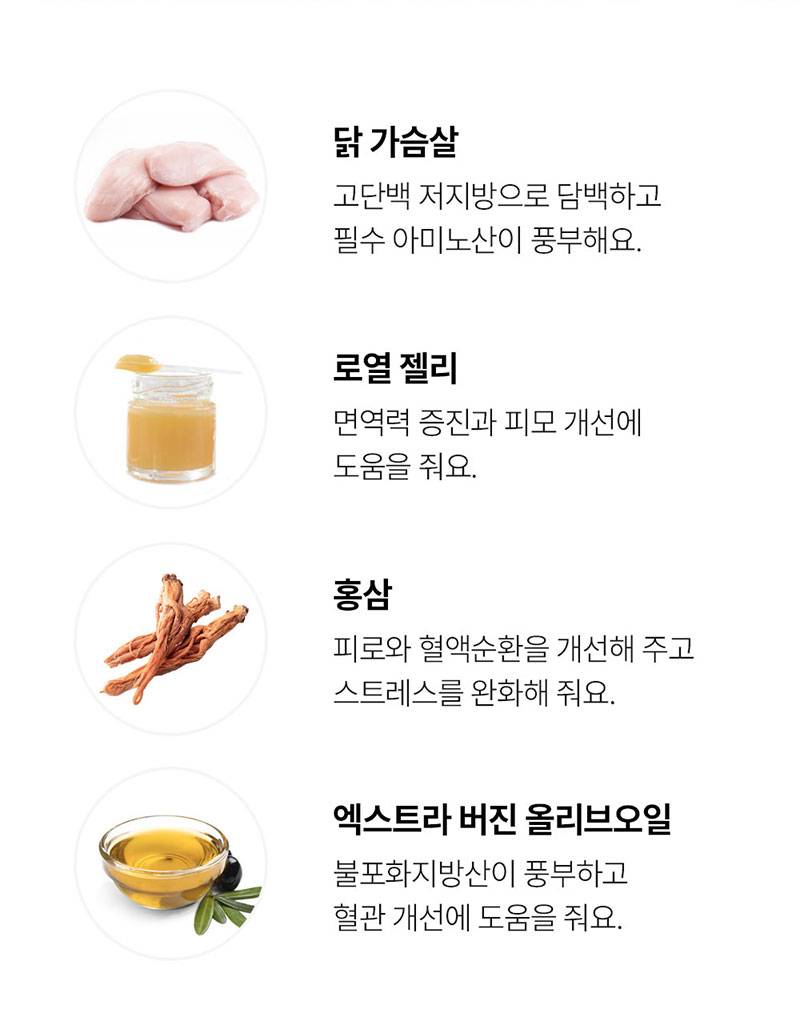 닭 가슴살
고단백 저지방으로 담백하고
필수 아미노산이 풍부해요.
로열 젤리
면역력 증진과 피모 개선에
도움을 줘요.
홍삼
피로와 혈액순환을 개선해 주고
스트레스를 완화해 줘요.
엑스트라 버진 올리브오일
불포화지방산이 풍부하고
혈관 개선에 도움을 줘요.